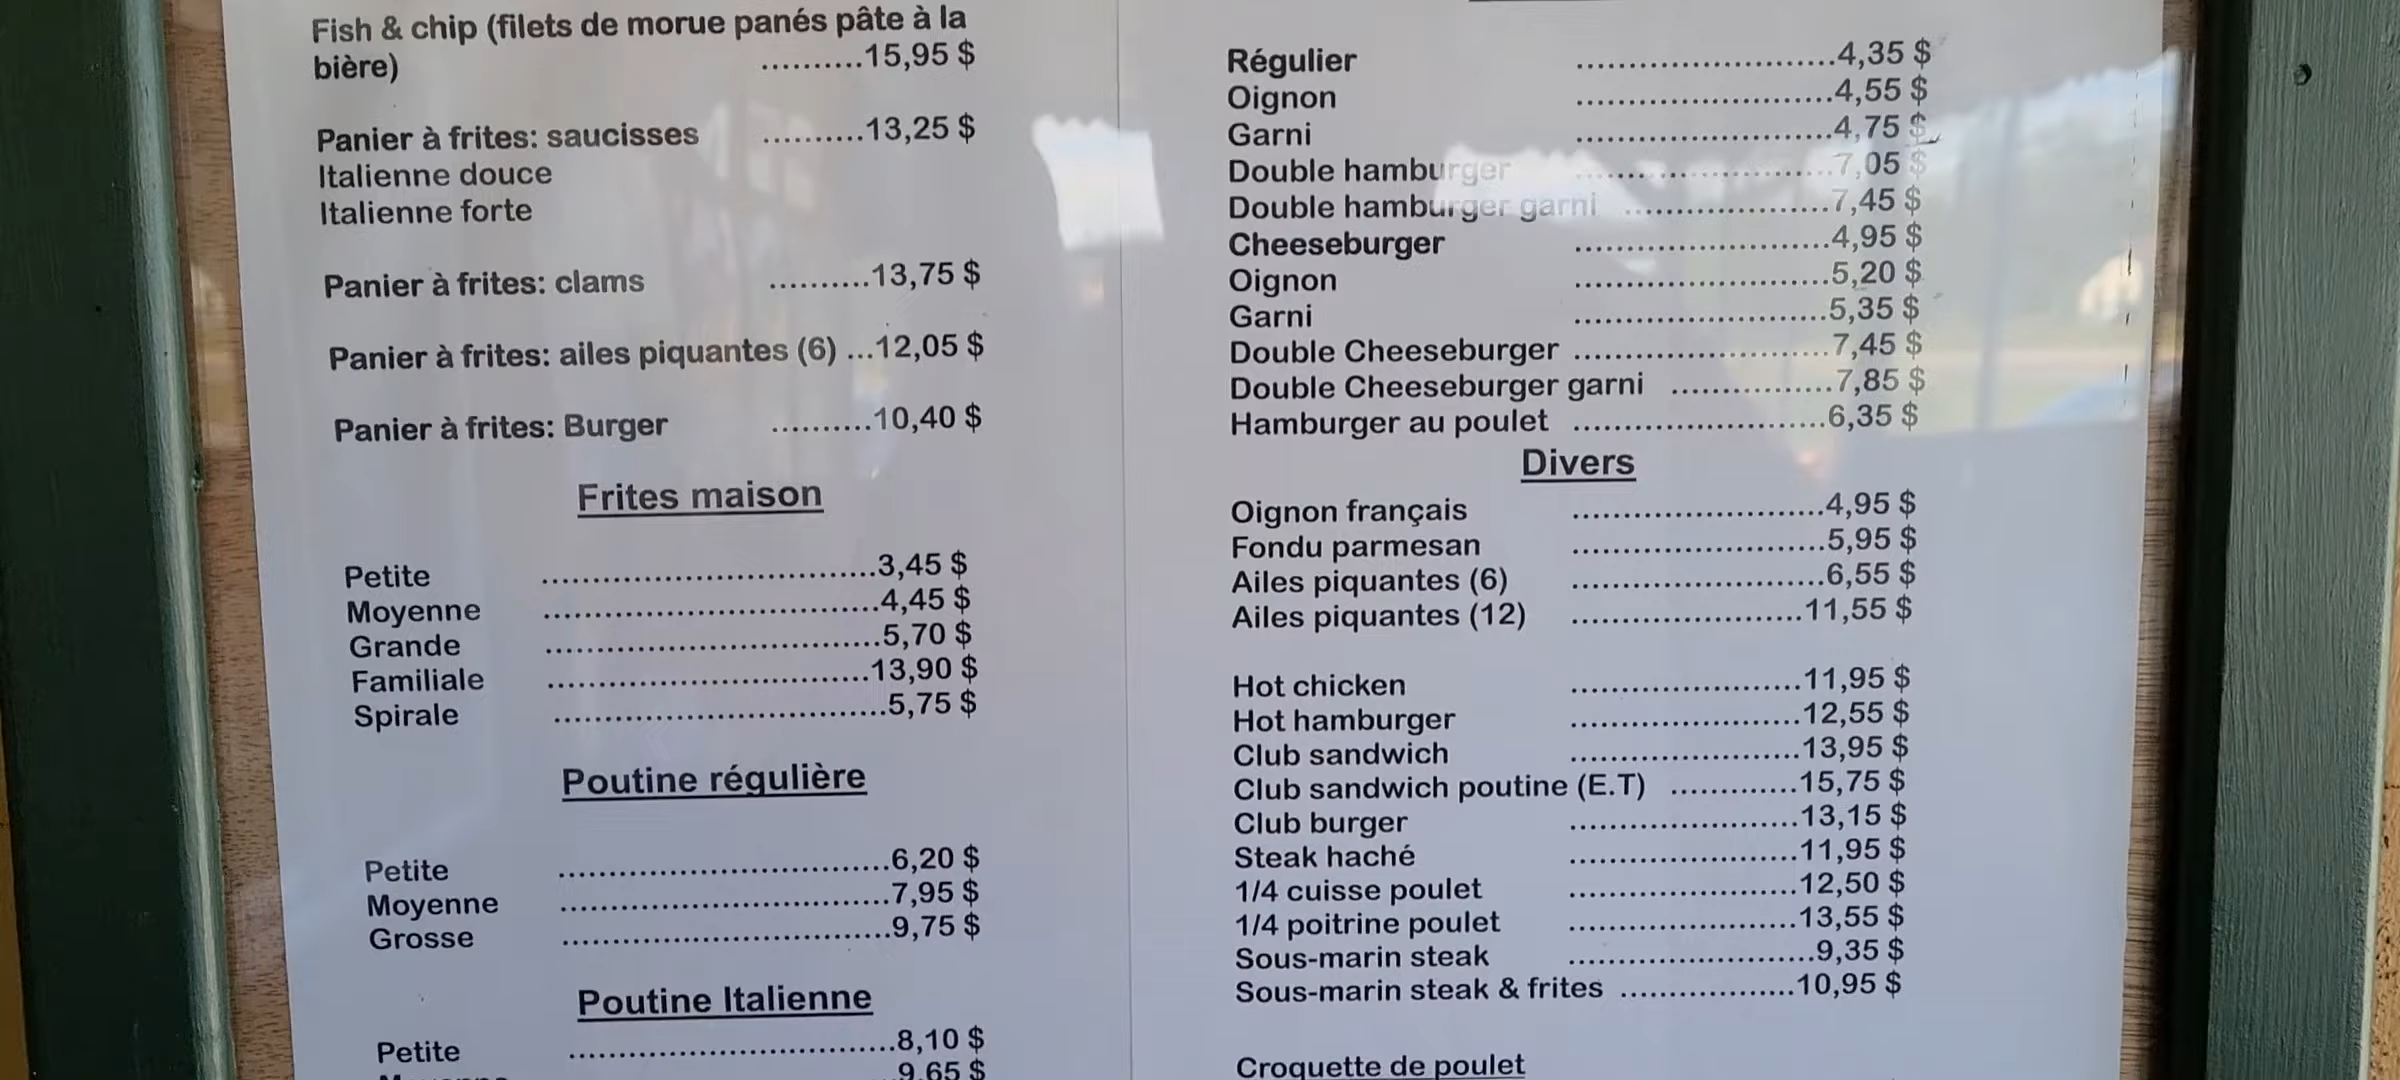 Fish & chip (filets de morue panés pâte à la
bière) ..........15,95 $
Panier à frites: saucisses ..........13,25 $
Italienne douce
Italienne forte
Panier à frites: clams ..........13,75 $
Panier à frites: ailes piquantes (6) ...12,05 $
Panier à frites: Burger ..........10,40 $
Frites maison
Petite ..........3,45 $
Moyenne ..........4,45 $
Grande ..........5,70 $
Familiale ..........13,90 $
Spirale ..........5,75 $
Poutine régulière
Petite ..........6,20 $
Moyenne ..........7,95 $
Grosse ..........9,75 $
Poutine Italienne
Petite ..........8,10 $
9,65 $
Régulier ..........4,35 $
Oignon ..........4,55 $
Garni ..........4,75 $
Double hamburger ..........7,05 $
Double hamburger garni ..........7,45 $
Cheeseburger ..........4,95 $
Oignon ..........5,20 $
Garni ..........5,35 $
Double Cheeseburger ..........7,45 $
Double Cheeseburger garni ..........7,85 $
Hamburger au poulet ..........6,35 $
Divers
Oignon français ..........4,95 $
Fondu parmesan ..........5,95 $
Ailes piquantes (6) ..........6,55 $
Ailes piquantes (12) ..........11,55 $
Hot chicken ..........11,95 $
Hot hamburger ..........12,55 $
Club sandwich ..........13,95 $
Club sandwich poutine (E.T) ..........15,75 $
Club burger ..........13,15 $
Steak haché ..........11,95 $
1/4 cuisse poulet ..........12,50 $
1/4 poitrine poulet ..........13,55 $
Sous-marin steak ..........9,35 $
Sous-marin steak & frites ..........10,95 $
Croquette de poulet